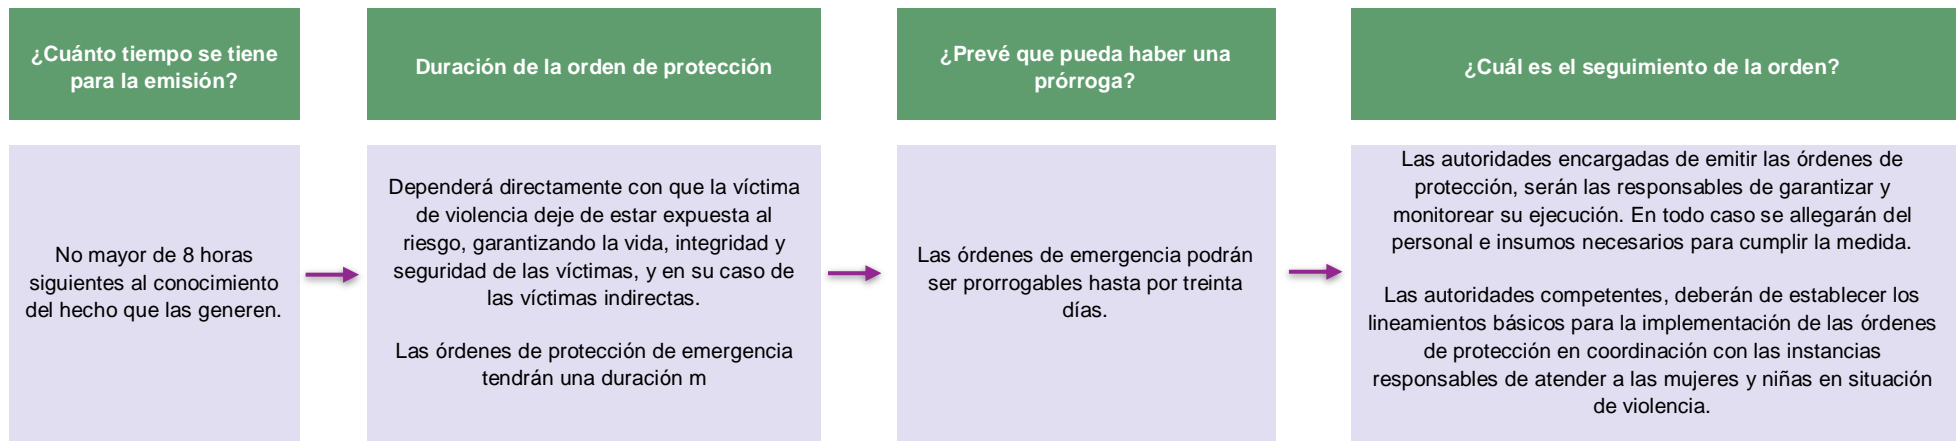 ¿Cuánto tiempo se tiene
para la emisión?
Duración de la orden de protección
¿Prevé que pueda haber una
prórroga?
¿Cuál es el seguimiento de la orden?
No mayor de 8 horas
siguientes al conocimiento
del hecho que las generen.
Dependerá directamente con que la víctima
de violencia deje de estar expuesta al
riesgo, garantizando la vida, integridad y
seguridad de las víctimas, y en su caso de
las víctimas indirectas.
Las órdenes de protección de emergencia
tendrán una duración m
Las órdenes de emergencia podrán
ser prorrogables hasta por treinta
días.
Las autoridades encargadas de emitir las órdenes de
protección, serán las responsables de garantizar y
monitorear su ejecución. En todo caso se allegarán del
personal e insumos necesarios para cumplir la medida.
Las autoridades competentes, deberán de establecer los
lineamientos básicos para la implementación de las órdenes
de protección en coordinación con las instancias
responsables de atender a las mujeres y niñas en situación
de violencia.